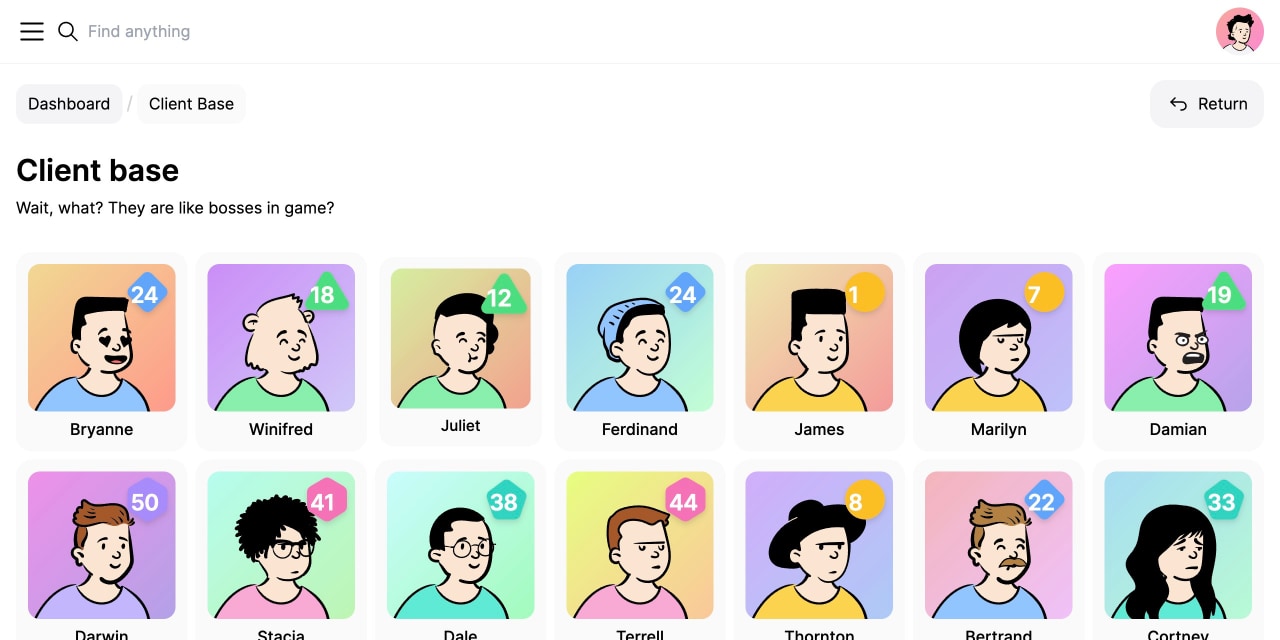 Find anything
Dashboard / Client Base
Return
Client base
Wait, what? They are like bosses in game?
24
18
12
24
1
7
19
Bryanne
Winifred
Juliet
Ferdinand
James
Marilyn
Damian
50
41
38
44
8
22
33
Darwin
Stacia
Dale
Terrell
Thornton
Bertrand
Cortney